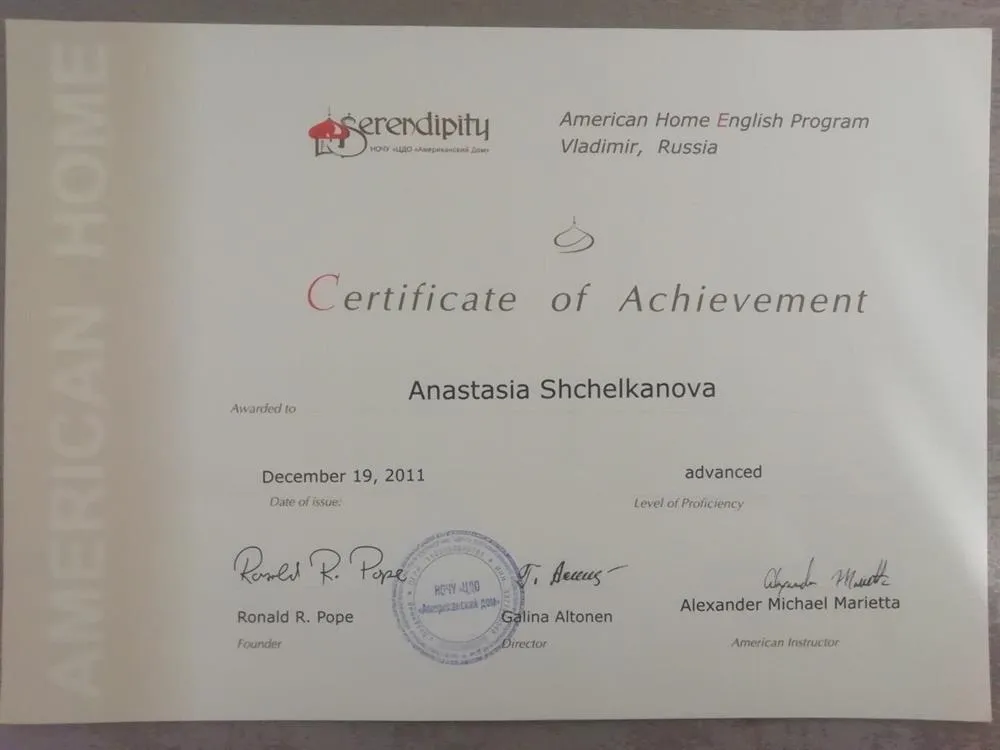 AMERICAN HOME
Serendipity
НОЧУ «ЦДО «Американский Дом»
American Home English Program
Vladimir, Russia
Certificate of Achievement
Anastasia Shchelkanova
Awarded to
December 19, 2011
advanced
Date of issue:
Level of Proficiency
Ronald R. Pope
НОЧУ «ЦДО
«Американский дом»
Ronald R. Pope
Galina Altonen
Alexander Michael Marietta
Founder
Director
American Instructor